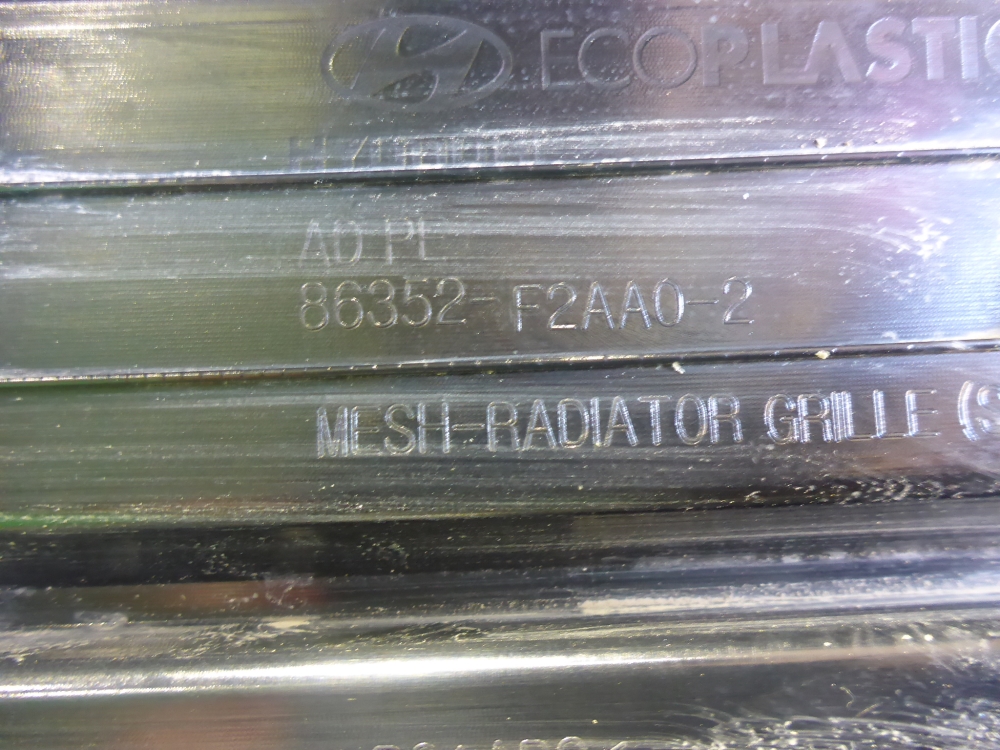 ECOPLASTIC
AD PE
86352-F2AA0-2
MESH-RADIATOR GRILLE (S